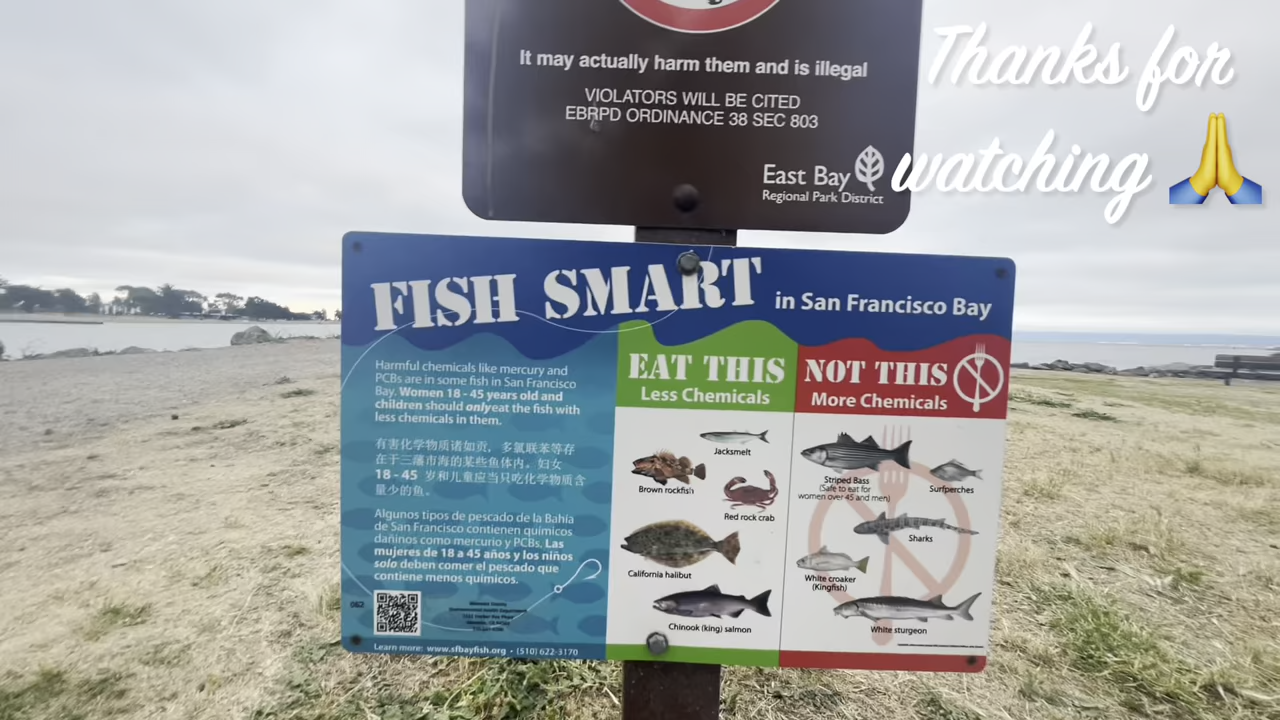 It may actually harm them and is illegal
VIOLATORS WILL BE CITED
EBRPD ORDINANCE 38 SEC 803
East Bay
Regional Park District
Thanks for
watching 🙏
FISH SMART in San Francisco Bay
Harmful chemicals like mercury and
PCBs are in some fish in San Francisco
Bay. Women 18 - 45 years old and
children should only eat the fish with
less chemicals in them.
有害化学物质诸如贡， 多氯联苯等存
在于三藩市海的某些鱼体内。妇女
18 - 45 岁和儿童应当只吃化学物质含
量少的鱼。
Algunos tipos de pescado de la Bahía
de San Francisco contienen químicos
dañinos como mercurio y PCBs. Las
mujeres de 18 a 45 años y los niños
solo deben comer el pescado que
contiene menos químicos.
Learn more: www.sfbayfish.org • (510) 622-3170
EAT THIS
Less Chemicals
Jacksmelt
Brown rockfish
Red rock crab
California halibut
Chinook (king) salmon
NOT THIS
More Chemicals
Striped Bass
(Safe to eat for
women over 45 and men)
Surfperches
Sharks
White croaker
(Kingfish)
White sturgeon